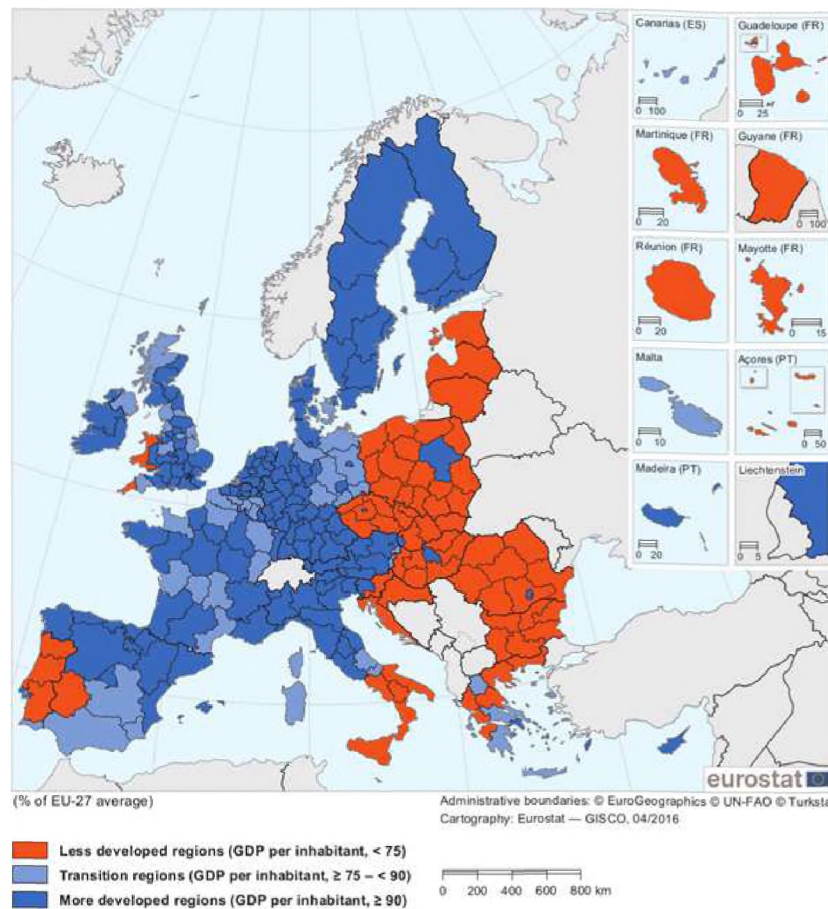 Canarias (ES)
0 100
Guadeloupe (FR)
0 25
Martinique (FR)
0 20
Guyane (FR)
0 100
Réunion (FR)
0 20
Mayotte (FR)
0 15
Malta
0 10
Açores (PT)
0 50
Madeira (PT)
0 20
Liechtenstein
0 5
eurostat
(% of EU-27 average)
Administrative boundaries: © EuroGeographics © UN-FAO © Turksta
Cartography: Eurostat — GISCO, 04/2016
Less developed regions (GDP per inhabitant, < 75)
Transition regions (GDP per inhabitant, ≥ 75 – < 90)
More developed regions (GDP per inhabitant, ≥ 90)
0 200 400 600 800 km